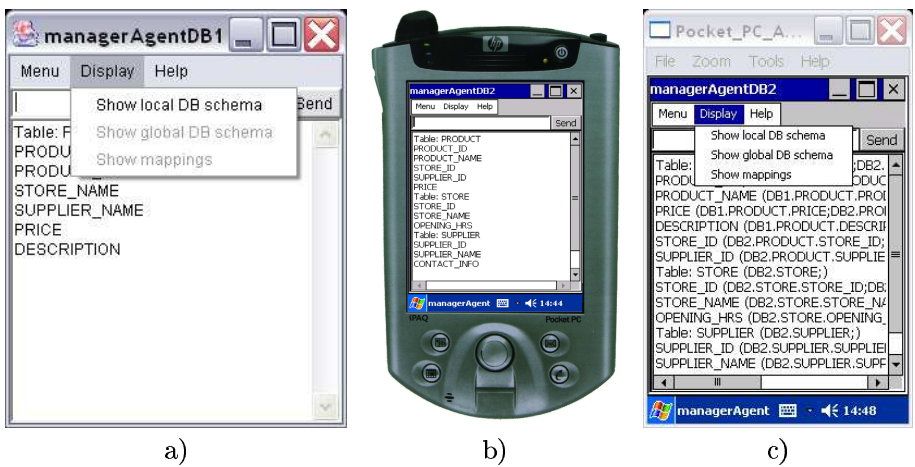 managerAgentDB1
Menu Display Help
Show local DB schema
Send
Show global DB schema
Show mappings
Table:
STORE_NAME
SUPPLIER_NAME
PRICE
DESCRIPTION
a)
hp
managerAgentDB2
Menu Display Help
Send
Table: PRODUCT
PRODUCT_ID
PRODUCT_NAME
STORE_ID
SUPPLIER_ID
PRICE
Table: STORE
STORE_ID
STORE_NAME
OPENING_HRS
Table: SUPPLIER
SUPPLIER_ID
SUPPLIER_NAME
CONTACT_INFO
managerAgent 14:44
iPAQ Pocket PC
b)
Pocket_PC_A...
File Zoom Tools Help
managerAgentDB2
Menu Display Help
Show local DB schema
Send
Show global DB schema
Show mappings
Table: ;DB2.
PRODUCT_NAME (DB1.PRODUCT.PRO
PRICE (DB1.PRODUCT.PRICE;DB2.PRO
DESCRIPTION (DB1.PRODUCT.DESCRI
STORE_ID (DB2.PRODUCT.STORE_ID;
SUPPLIER_ID (DB2.PRODUCT.SUPPLIE
Table: STORE (DB2.STORE;)
STORE_ID (DB2.STORE.STORE_ID;DB
STORE_NAME (DB2.STORE.STORE_NA
OPENING_HRS (DB2.STORE.OPENING_
Table: SUPPLIER (DB2.SUPPLIER;)
SUPPLIER_ID (DB2.SUPPLIER.SUPPLIE
SUPPLIER_NAME (DB2.SUPPLIER.SUPP
managerAgent 14:48
c)